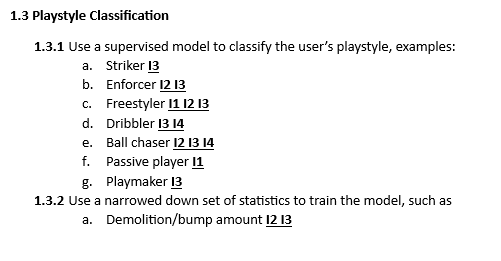 1.3 Playstyle Classification
1.3.1 Use a supervised model to classify the user's playstyle, examples:
a. Striker I3
b. Enforcer I2 I3
c. Freestyler I1 I2 I3
d. Dribbler I3 I4
e. Ball chaser I2 I3 I4
f. Passive player I1
g. Playmaker I3
1.3.2 Use a narrowed down set of statistics to train the model, such as
a. Demolition/bump amount I2 I3